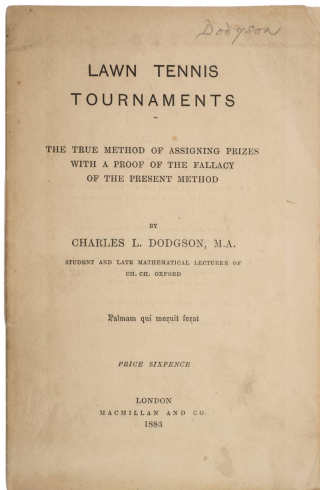 Dodgson
LAWN TENNIS
TOURNAMENTS
THE TRUE METHOD OF ASSIGNING PRIZES
WITH A PROOF OF THE FALLACY
OF THE PRESENT METHOD
BY
CHARLES L. DODGSON, M.A.
STUDENT AND LATE MATHEMATICAL LECTURER OF
CH. CH. OXFORD
Palmam qui meruit ferat
PRICE SIXPENCE
LONDON
MACMILLAN AND CO.
1883